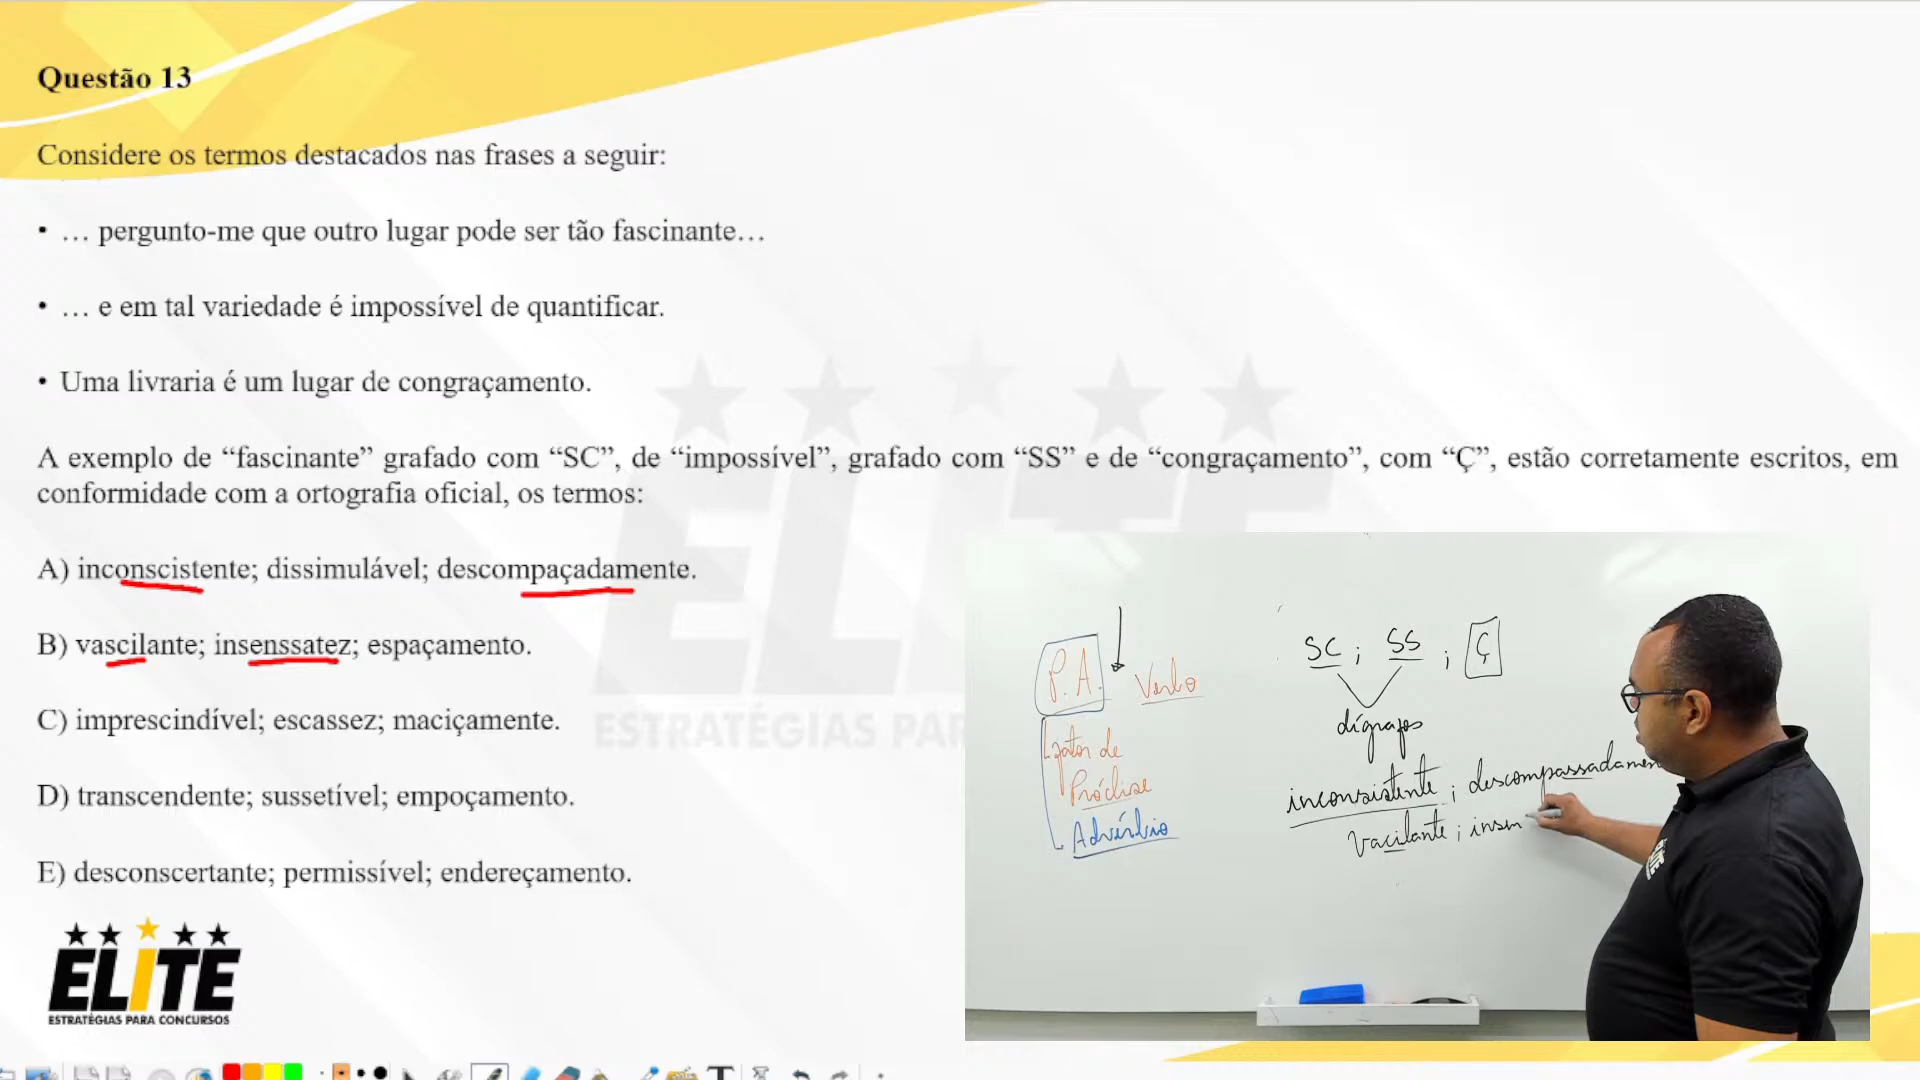 Questão 13
Considere os termos destacados nas frases a seguir:
• … pergunto-me que outro lugar pode ser tão fascinante…
• … e em tal variedade é impossível de quantificar.
• Uma livraria é um lugar de congraçamento.
A exemplo de “fascinante” grafado com “SC”, de “impossível”, grafado com “SS” e de “congraçamento”, com “Ç”, estão corretamente escritos, em
conformidade com a ortografia oficial, os termos:
A) inconscistente; dissimulável; descompaçadamente.
B) vascilante; insenssatez; espaçamento.
C) imprescindível; escassez; maciçamente.
D) transcendente; sussetível; empoçamento.
E) desconscertante; permissível; endereçamento.
ELITE
ESTRATÉGIAS PARA CONCURSOS
ELITE
ESTRATÉGIAS PAR
P.A. Verbo
fator de
Próclise
Advérbio
SC ; SS ; Ç
dígrafos
inconsistente ; descompassadamen
Vacilante ; insen